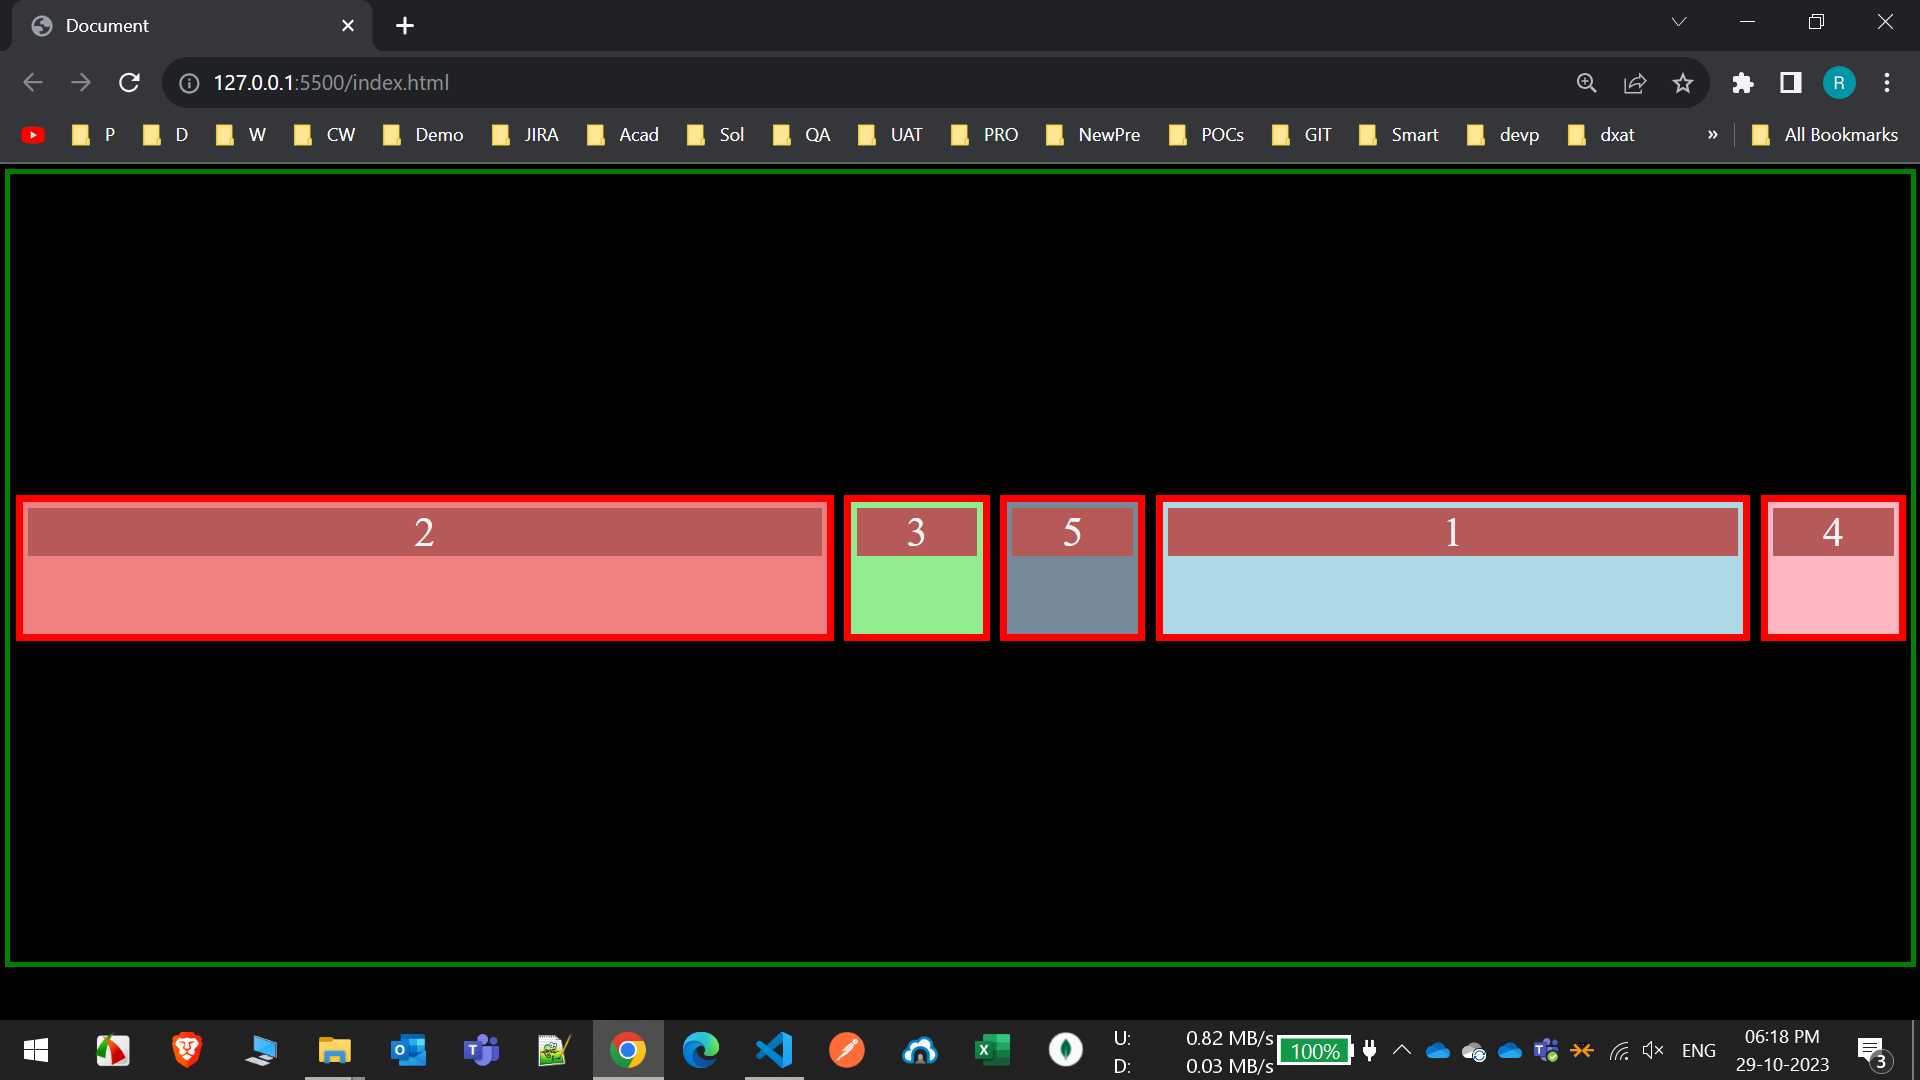 Document
127.0.0.1:5500/index.html
R
P D W CW Demo JIRA Acad Sol QA UAT PRO NewPre POCs GIT Smart devp dxat » All Bookmarks
2 3 5 1 4
U: 0.82 MB/s
D: 0.03 MB/s
100%
ENG
06:18 PM
29-10-2023
3